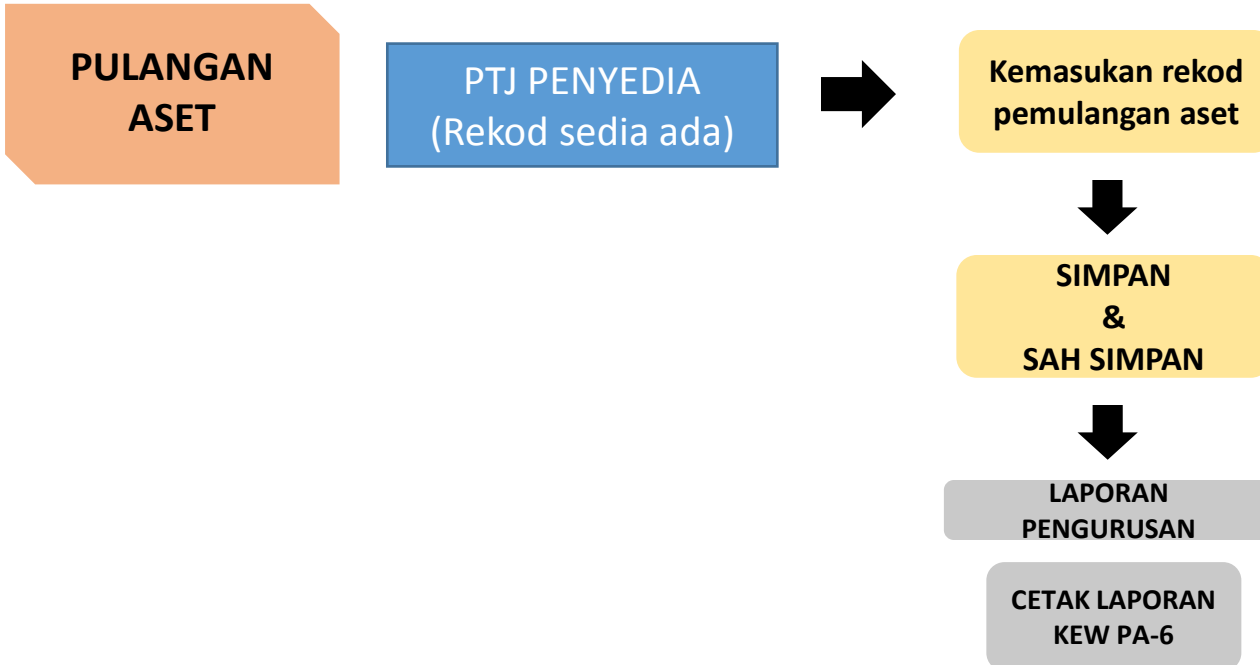 PULANGAN
ASET
PTJ PENYEDIA
(Rekod sedia ada)
Kemasukan rekod
pemulangan aset
SIMPAN
&
SAH SIMPAN
LAPORAN
PENGURUSAN
CETAK LAPORAN
KEW PA-6